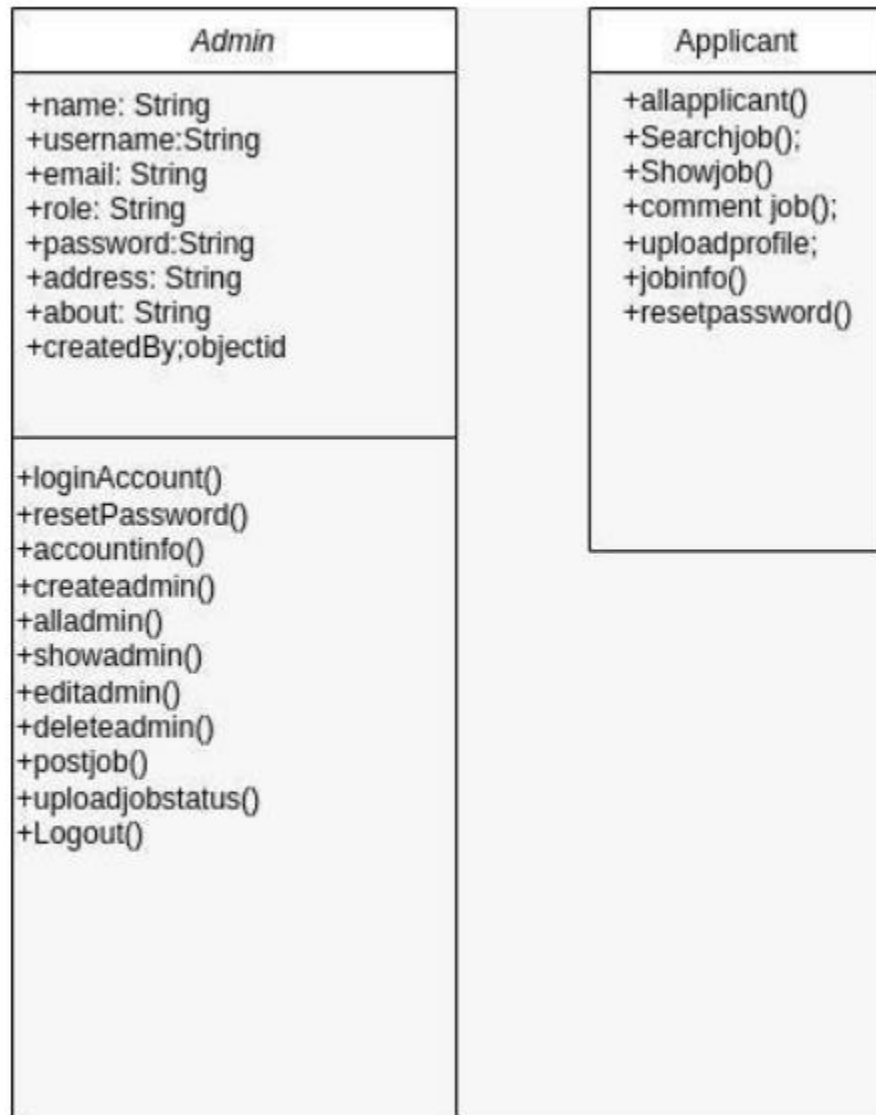 Admin
+name: String
+username:String
+email: String
+role: String
+password:String
+address: String
+about: String
+createdBy;objectid
+loginAccount()
+resetPassword()
+accountinfo()
+createadmin()
+alladmin()
+showadmin()
+editadmin()
+deleteadmin()
+postjob()
+uploadjobstatus()
+Logout()
Applicant
+allapplicant()
+Searchjob();
+Showjob()
+comment job();
+uploadprofile;
+jobinfo()
+resetpassword()